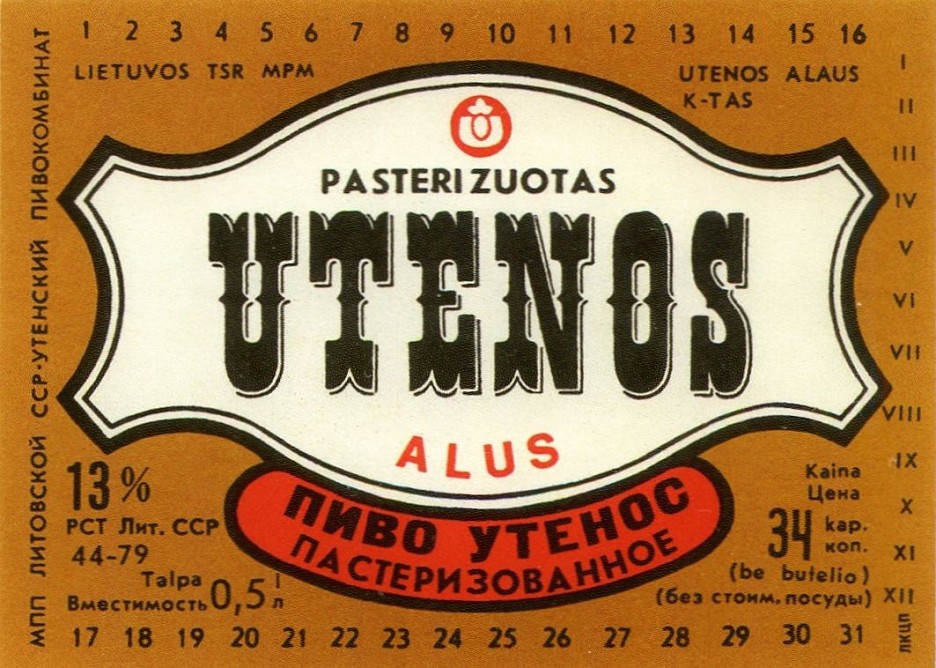 1 2 3 4 5 6 7 8 9 10 11 12 13 14 15 16
LIETUVOS TSR MPM
UTENOS ALAUS
K-TAS
PASTERIZUOTAS
UTENOS
ALUS
ПИВО УТЕНОС
ПАСТЕРИЗОВАННОЕ
13%
РСТ Лит. ССР
44-79
Talpa
Вместимость 0,5 l
л
Kaina
Цена
34 kap.
коп.
(be butelio)
(без стоим. посуды)
17 18 19 20 21 22 23 24 25 26 27 28 29 30 31
МПП ЛИТОВСКОЙ ССР-УТЕНСКИЙ ПИВОКОМБИНАТ
I
II
III
IV
V
VI
VII
VIII
IX
X
XI
XII
ЛКЦП